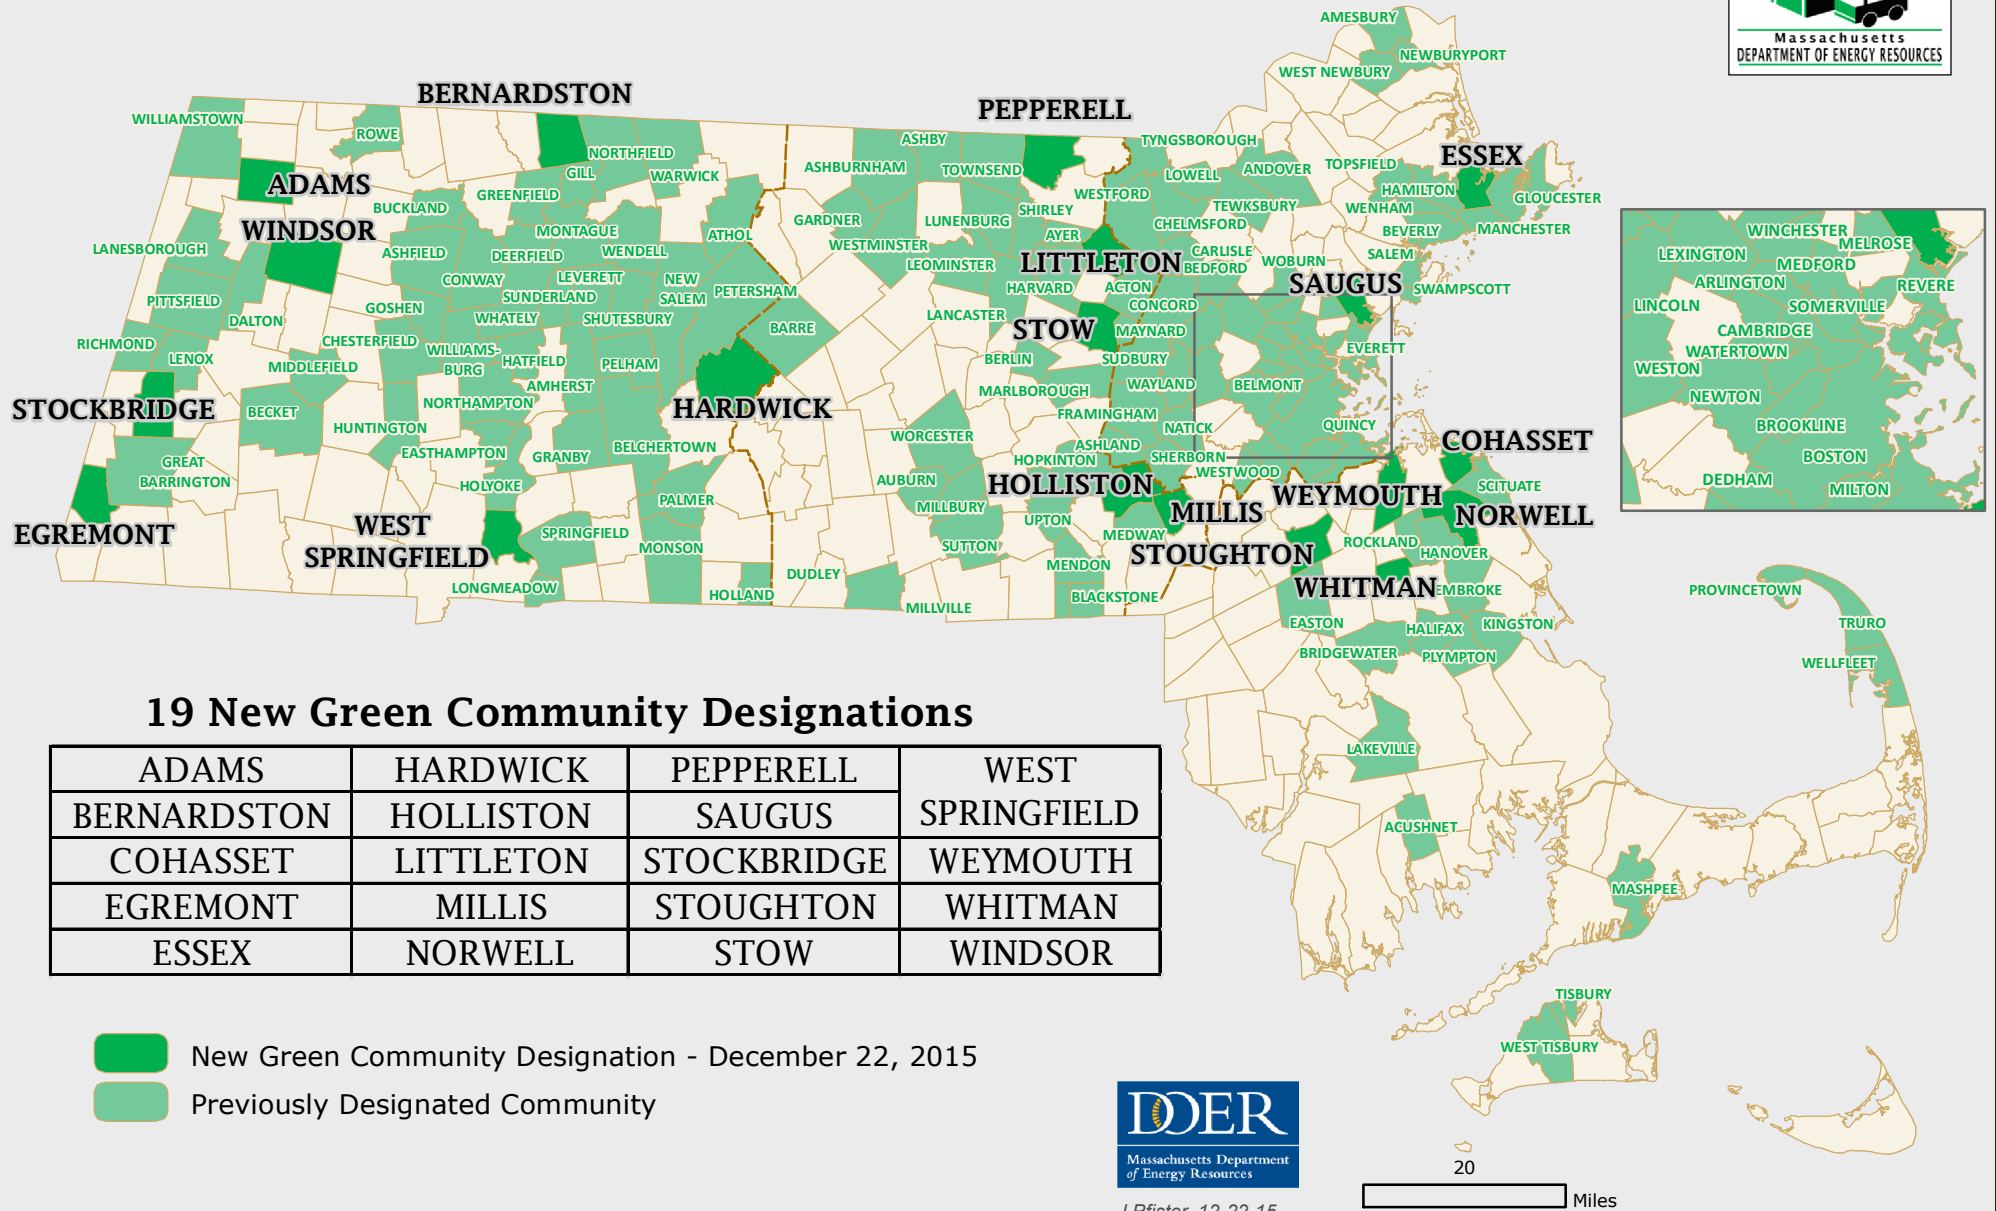 Massachusetts
DEPARTMENT OF ENERGY RESOURCES
AMESBURY
NEWBURYPORT
WEST NEWBURY
BERNARDSTON
PEPPERELL
WILLIAMSTOWN
ROWE
NORTHFIELD
GILL
WARWICK
ASHBY
ASHBURNHAM
TOWNSEND
TYNGSBOROUGH
LOWELL
ANDOVER
TOPSFIELD
ESSEX
HAMILTON
GLOUCESTER
ADAMS
BUCKLAND
GREENFIELD
WESTFORD
SHIRLEY
TEWKSBURY
WENHAM
BEVERLY
MANCHESTER
WINDSOR
MONTAGUE
ATHOL
GARDNER
LUNENBURG
AYER
CHELMSFORD
LANESBOROUGH
ASHFIELD
DEERFIELD
WENDELL
WESTMINSTER
LEOMINSTER
LITTLETON
CARLISLE
BEDFORD
WOBURN
SALEM
CONWAY
LEVERETT
NEW
SALEM
PETERSHAM
HARVARD
ACTON
SAUGUS
SWAMPSCOTT
PITTSFIELD
GOSHEN
SUNDERLAND
CONCORD
DALTON
WHATELY
SHUTESBURY
BARRE
LANCASTER
STOW
MAYNARD
RICHMOND
CHESTERFIELD
LENOX
MIDDLEFIELD
WILLIAMS-
BURG
HATFIELD
PELHAM
BERLIN
SUDBURY
EVERETT
AMHERST
MARLBOROUGH
WAYLAND
BELMONT
STOCKBRIDGE
BECKET
NORTHAMPTON
HARDWICK
FRAMINGHAM
HUNTINGTON
NATICK
QUINCY
WORCESTER
ASHLAND
COHASSET
EASTHAMPTON
GRANBY
BELCHERTOWN
HOPKINTON
SHERBORN
GREAT
BARRINGTON
AUBURN
WESTWOOD
HOLYOKE
HOLLISTON
SCITUATE
PALMER
MILLBURY
WEYMOUTH
MILLIS
NORWELL
EGREMONT
WEST
SPRINGFIELD
SPRINGFIELD
UPTON
MEDWAY
MONSON
SUTTON
STOUGHTON
ROCKLAND
HANOVER
MENDON
LONGMEADOW
DUDLEY
WHITMAN
EMBROKE
HOLLAND
BLACKSTONE
MILLVILLE
EASTON
HALIFAX
KINGSTON
BRIDGEWATER
PLYMPTON
LAKEVILLE
ACUSHNET
MASHPEE
TISBURY
WEST TISBURY
PROVINCETOWN
TRURO
WELLFLEET
WINCHESTER
MELROSE
LEXINGTON
MEDFORD
ARLINGTON
REVERE
LINCOLN
SOMERVILLE
CAMBRIDGE
WATERTOWN
WESTON
NEWTON
BROOKLINE
BOSTON
DEDHAM
MILTON
19 New Green Community Designations
ADAMS HARDWICK PEPPERELL WEST
BERNARDSTON HOLLISTON SAUGUS SPRINGFIELD
COHASSET LITTLETON STOCKBRIDGE WEYMOUTH
EGREMONT MILLIS STOUGHTON WHITMAN
ESSEX NORWELL STOW WINDSOR
New Green Community Designation - December 22, 2015
Previously Designated Community
DOER
Massachusetts Department
of Energy Resources
20
Miles